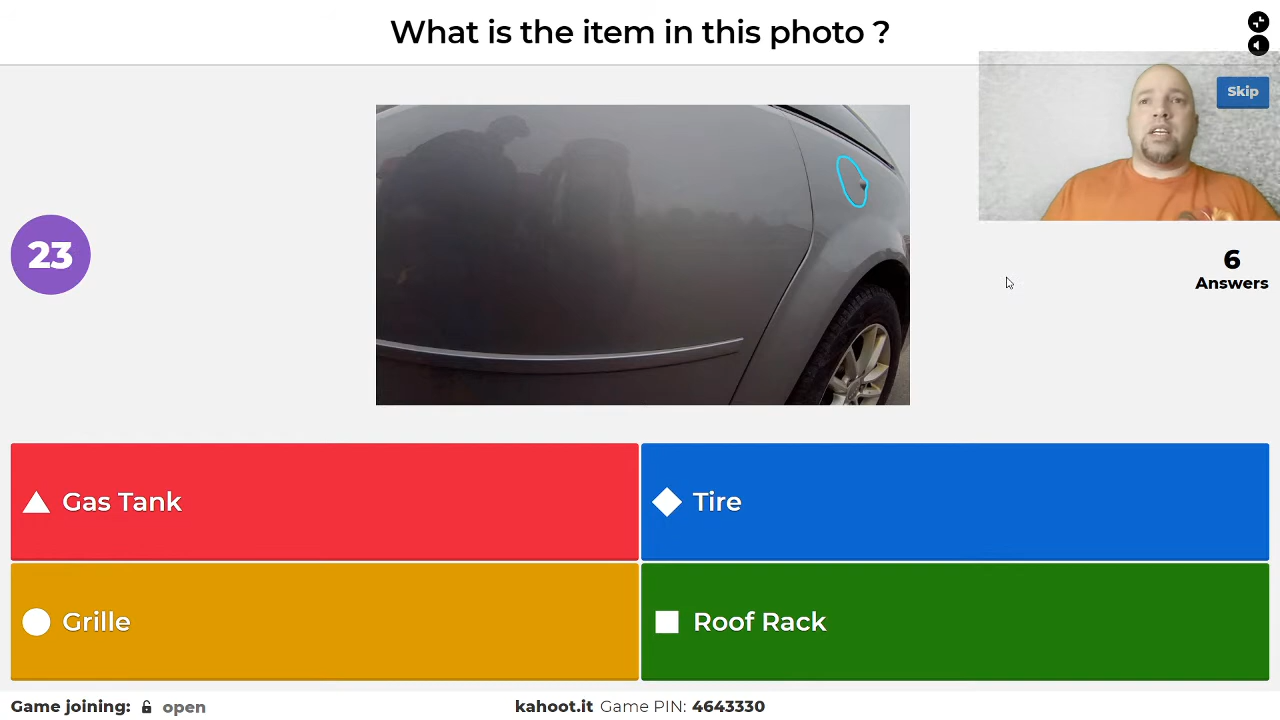 What is the item in this photo ?
Skip
23
6
Answers
Gas Tank
Tire
Grille
Roof Rack
Game joining: open
kahoot.it Game PIN: 4643330